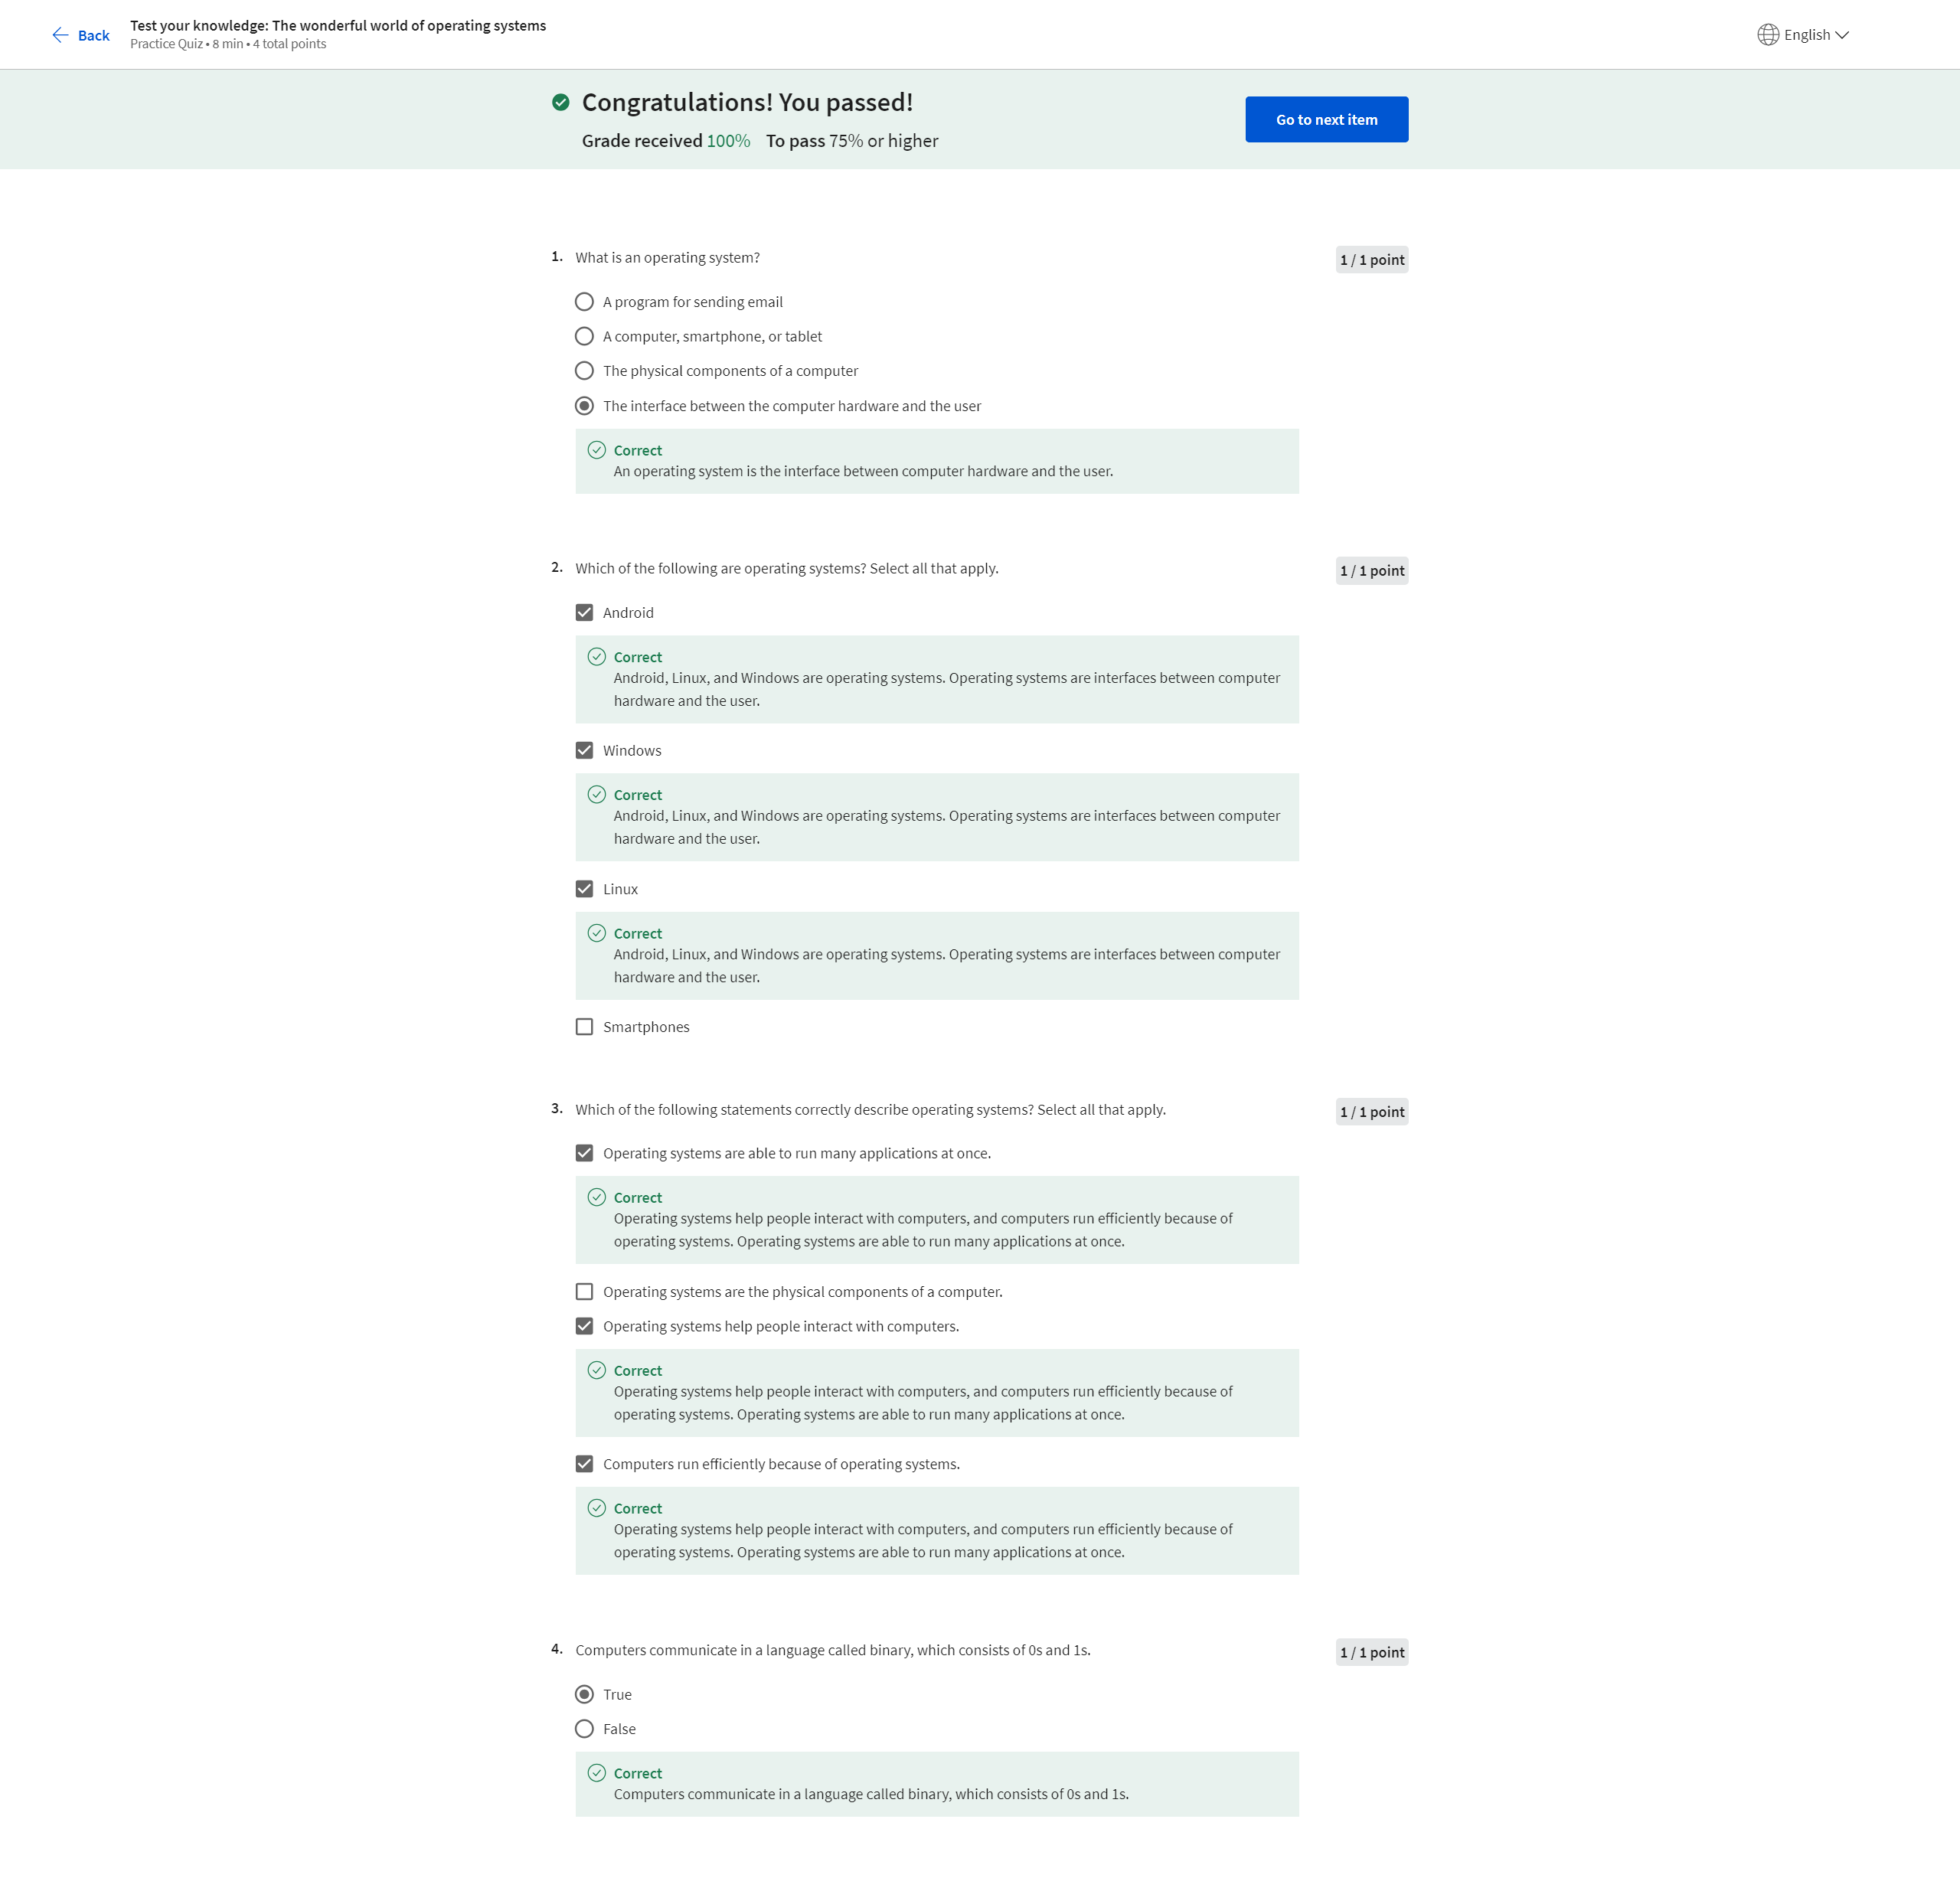 Back
Test your knowledge: The wonderful world of operating systems
Practice Quiz • 8 min • 4 total points
English
Congratulations! You passed!
Grade received 100% To pass 75% or higher
Go to next item
1. What is an operating system?
1 / 1 point
A program for sending email
A computer, smartphone, or tablet
The physical components of a computer
The interface between the computer hardware and the user
Correct
An operating system is the interface between computer hardware and the user.
2. Which of the following are operating systems? Select all that apply.
1 / 1 point
Android
Correct
Android, Linux, and Windows are operating systems. Operating systems are interfaces between computer
hardware and the user.
Windows
Correct
Android, Linux, and Windows are operating systems. Operating systems are interfaces between computer
hardware and the user.
Linux
Correct
Android, Linux, and Windows are operating systems. Operating systems are interfaces between computer
hardware and the user.
Smartphones
3. Which of the following statements correctly describe operating systems? Select all that apply.
1 / 1 point
Operating systems are able to run many applications at once.
Correct
Operating systems help people interact with computers, and computers run efficiently because of
operating systems. Operating systems are able to run many applications at once.
Operating systems are the physical components of a computer.
Operating systems help people interact with computers.
Correct
Operating systems help people interact with computers, and computers run efficiently because of
operating systems. Operating systems are able to run many applications at once.
Computers run efficiently because of operating systems.
Correct
Operating systems help people interact with computers, and computers run efficiently because of
operating systems. Operating systems are able to run many applications at once.
4. Computers communicate in a language called binary, which consists of 0s and 1s.
1 / 1 point
True
False
Correct
Computers communicate in a language called binary, which consists of 0s and 1s.